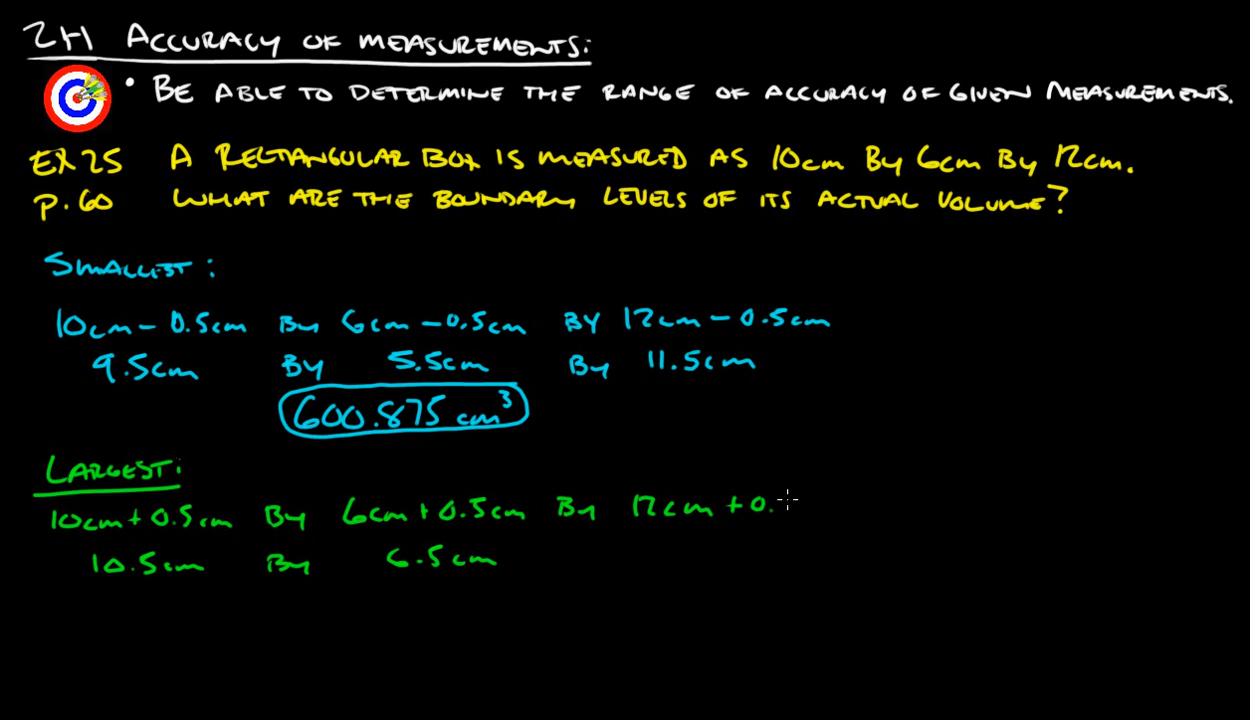 2H ACCURACY OF MEASUREMENTS:
• BE ABLE TO DETERMINE THE RANGE OF ACCURACY OF GIVEN MEASUREMENTS.
EX 25 A RECTANGULAR BOX IS MEASURED AS 10cm By 6cm By 12cm.
P. 60 WHAT ARE THE BOUNDARY LEVELS OF ITS ACTUAL VOLUME?
SMALLEST:
10cm - 0.5cm By 6cm - 0.5cm BY 12cm - 0.5cm
9.5cm BY 5.5cm By 11.5cm
600.875 cm³
LARGEST:
10cm + 0.5cm By 6cm + 0.5cm By 12cm + 0.
10.5cm By 6.5cm